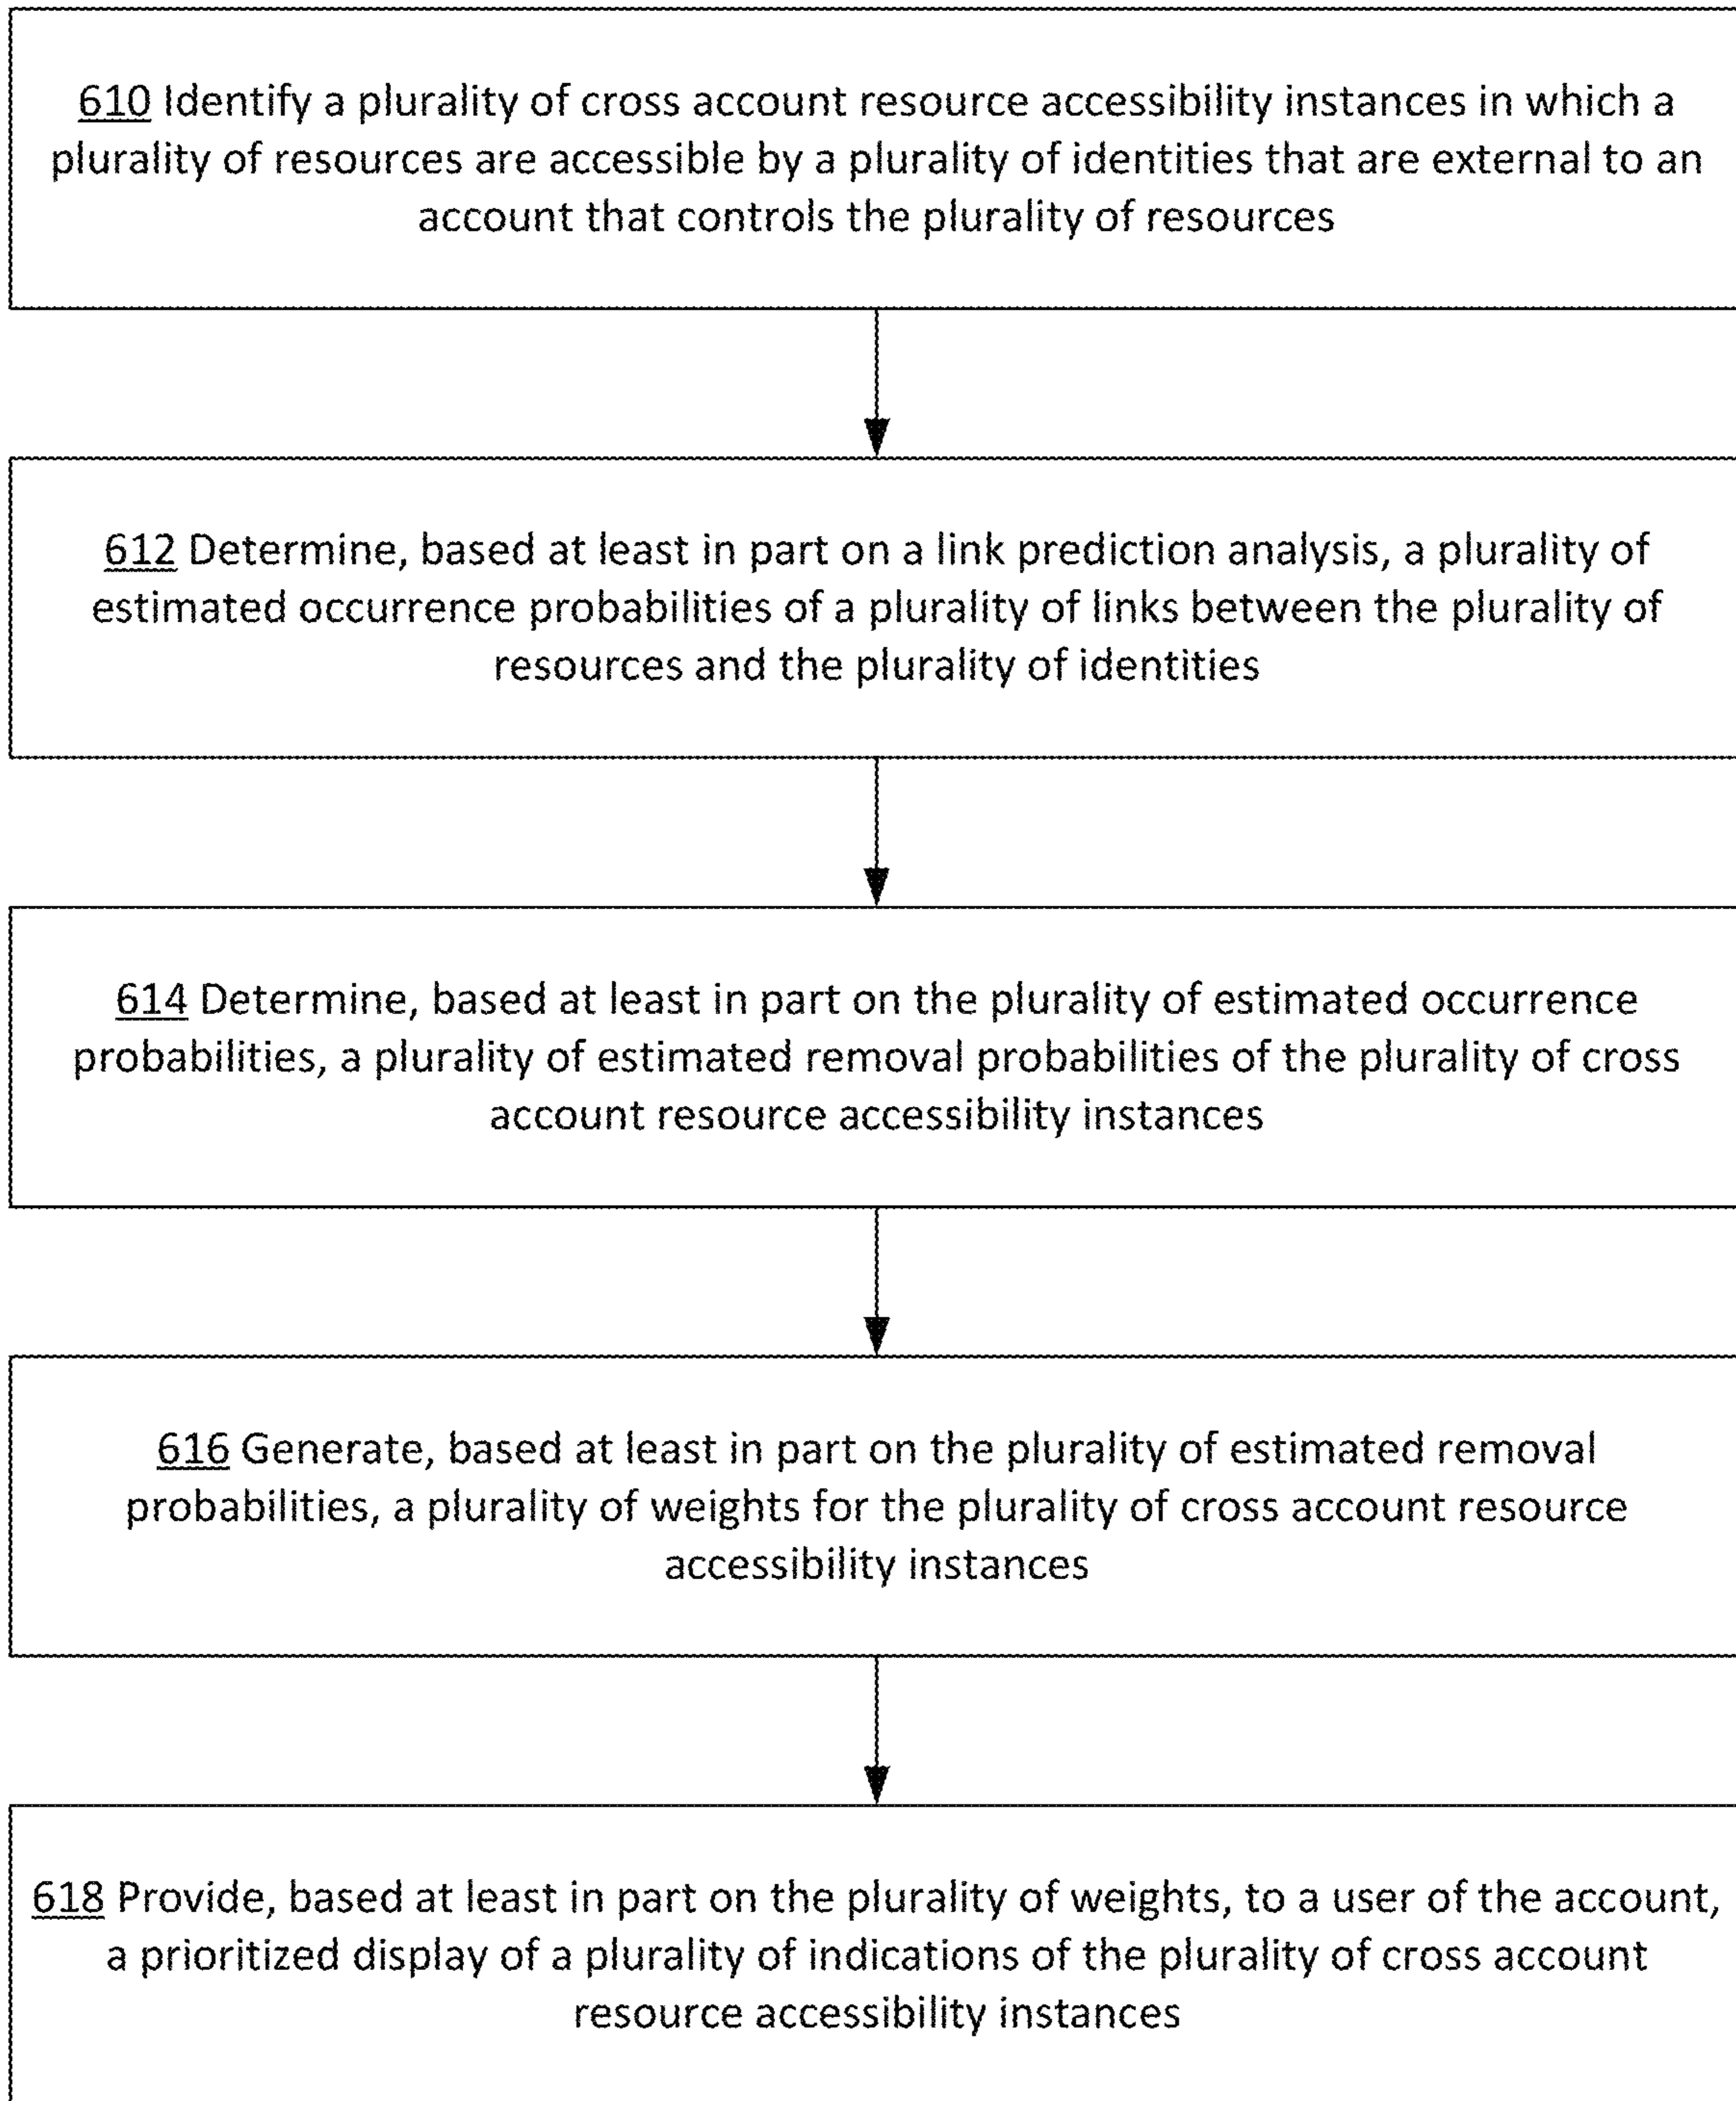 610 Identify a plurality of cross account resource accessibility instances in which a
plurality of resources are accessible by a plurality of identities that are external to an
account that controls the plurality of resources
612 Determine, based at least in part on a link prediction analysis, a plurality of
estimated occurrence probabilities of a plurality of links between the plurality of
resources and the plurality of identities
614 Determine, based at least in part on the plurality of estimated occurrence
probabilities, a plurality of estimated removal probabilities of the plurality of cross
account resource accessibility instances
616 Generate, based at least in part on the plurality of estimated removal
probabilities, a plurality of weights for the plurality of cross account resource
accessibility instances
618 Provide, based at least in part on the plurality of weights, to a user of the account,
a prioritized display of a plurality of indications of the plurality of cross account
resource accessibility instances